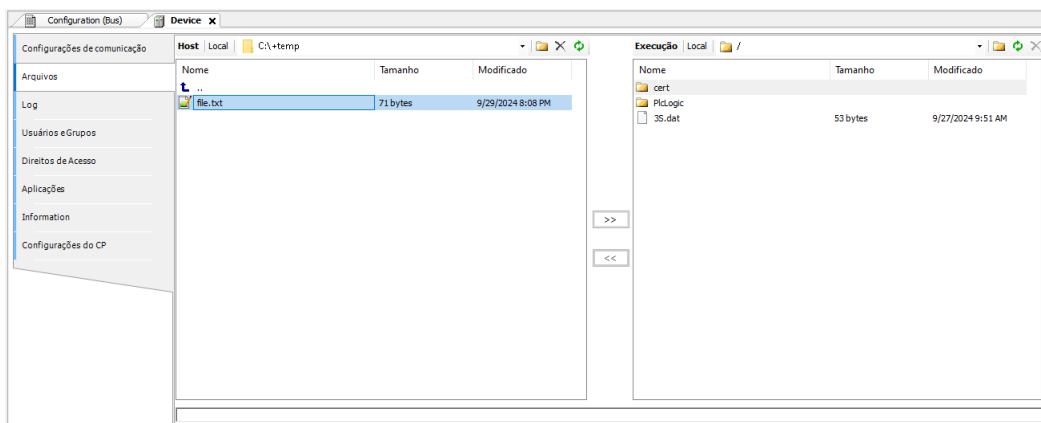 Configuration (Bus) Device x
Configurações de comunicação
Arquivos
Log
Usuários e Grupos
Direitos de Acesso
Aplicações
Information
Configurações do CP
Host Local C:\+temp
Nome Tamanho Modificado
..
file.txt 71 bytes 9/29/2024 8:08 PM
>>
<<
Execução Local /
Nome Tamanho Modificado
cert
PlcLogic
3S.dat 53 bytes 9/27/2024 9:51 AM